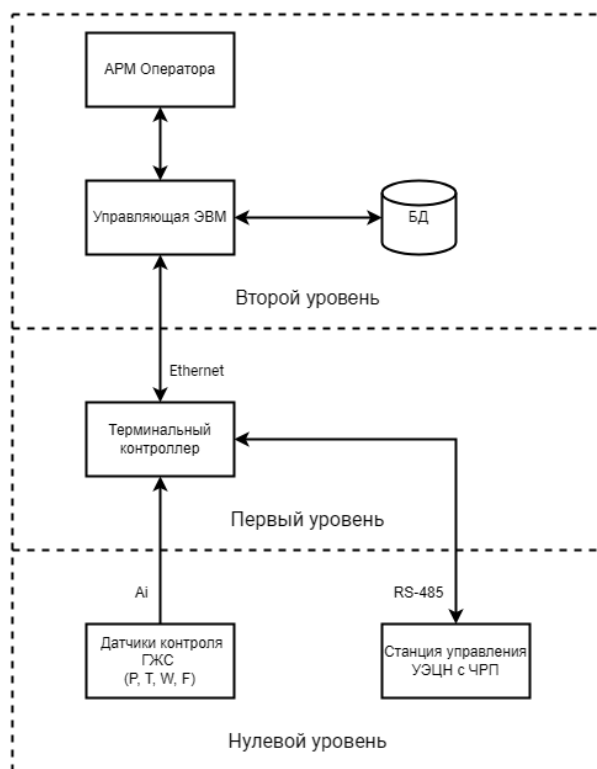 АРМ Оператора
Управляющая ЭВМ
БД
Второй уровень
Ethernet
Терминальный
контроллер
Первый уровень
Ai
RS-485
Датчики контроля
ГЖС
(P, T, W, F)
Станция управления
УЭЦН с ЧРП
Нулевой уровень